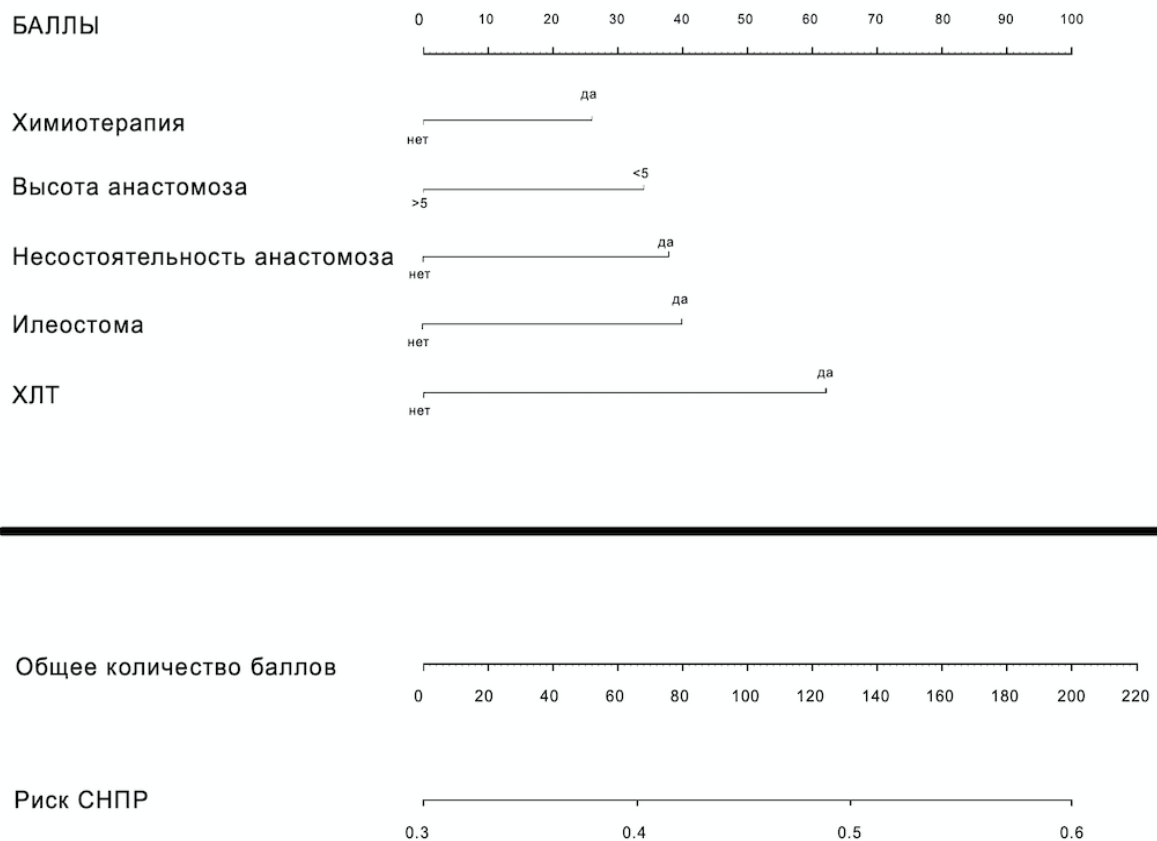 БАЛЛЫ 0 10 20 30 40 50 60 70 80 90 100
да
Химиотерапия
нет
<5
Высота анастомоза
>5
да
Несостоятельность анастомоза
нет
да
Илеостома
нет
да
ХЛТ
нет
Общее количество баллов
0 20 40 60 80 100 120 140 160 180 200 220
Риск СНПР
0.3 0.4 0.5 0.6